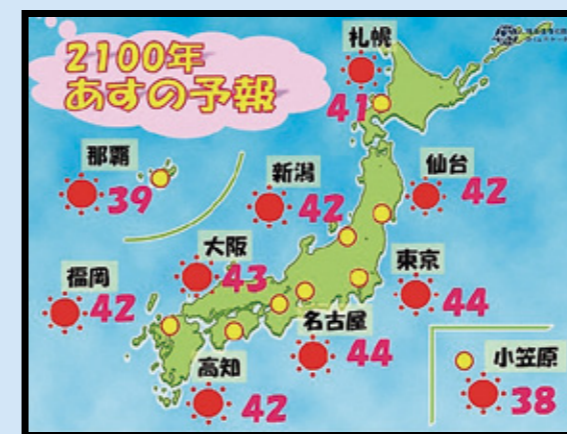 2100年
あすの予報
札幌
41
那覇
39
新潟
42
仙台
42
大阪
43
福岡
42
東京
44
名古屋
44
高知
42
小笠原
38